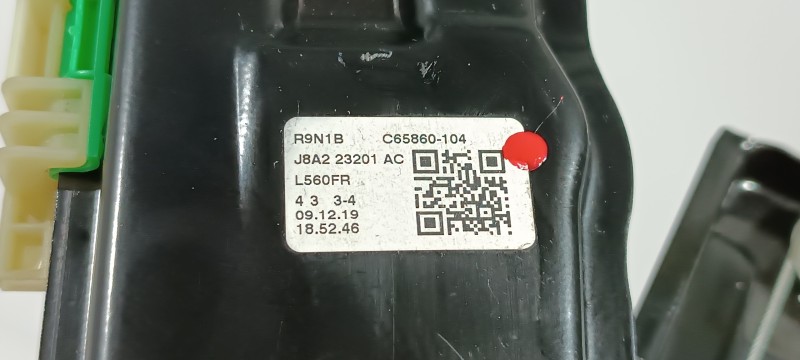 R9N1B C65860-104
J8A2 23201 AC
L560FR
4 3 3-4
09.12.19
18.52.46